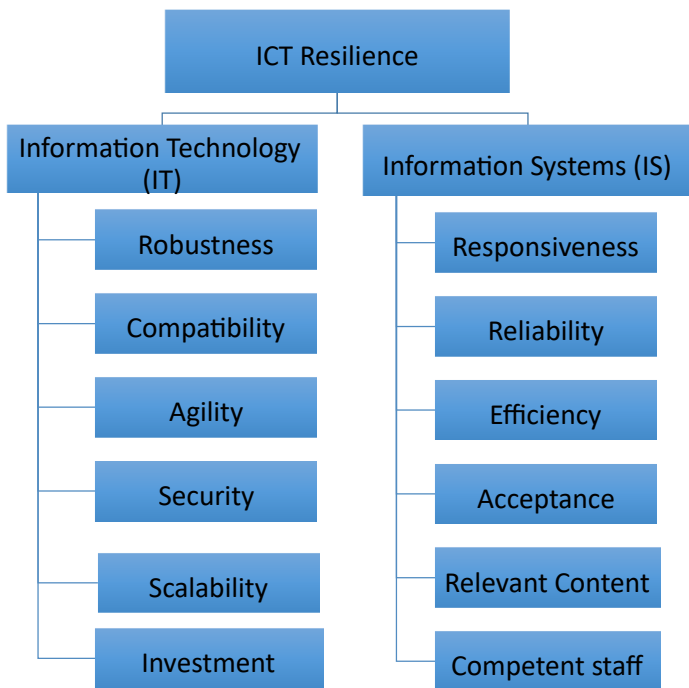 ICT Resilience
Information Technology
(IT)
Robustness
Compatibility
Agility
Security
Scalability
Investment
Information Systems (IS)
Responsiveness
Reliability
Efficiency
Acceptance
Relevant Content
Competent staff